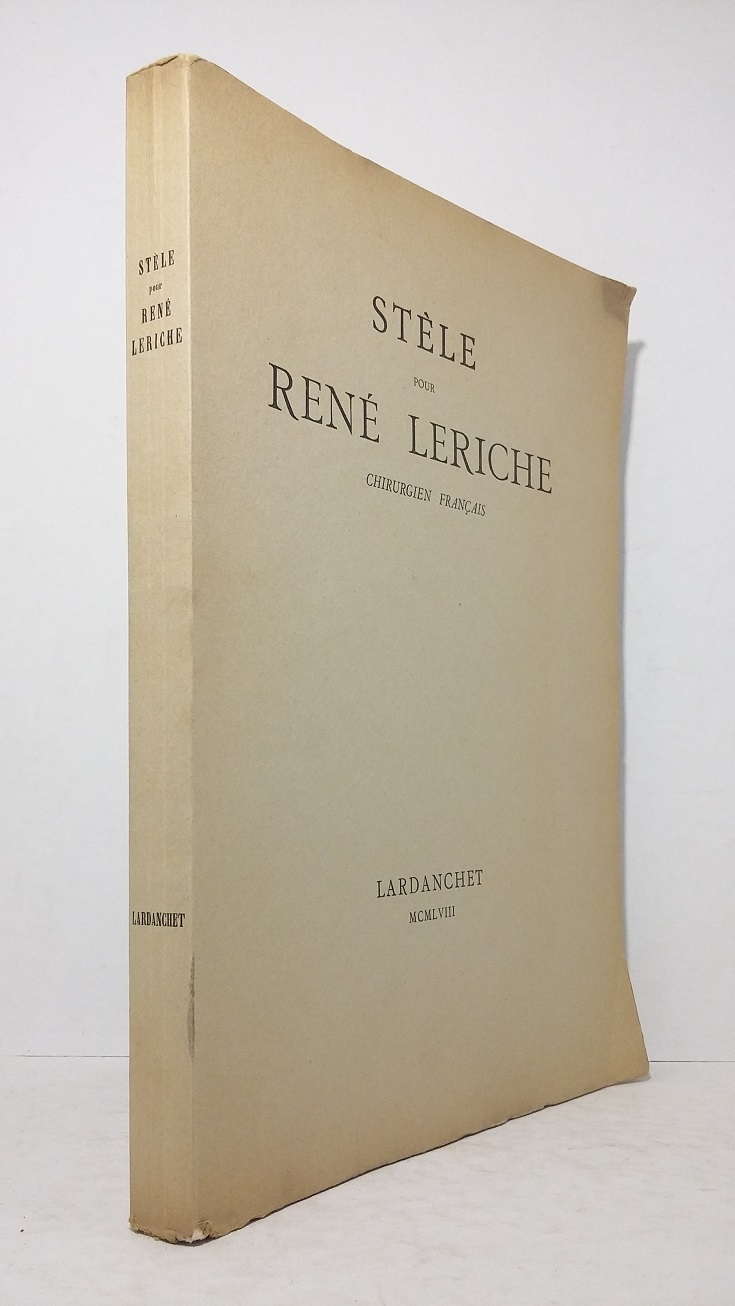 STÈLE
pour
RENÉ
LERICHE
LARDANCHET
STÈLE
POUR
RENÉ LERICHE
CHIRURGIEN FRANÇAIS
LARDANCHET
MCMLVIII